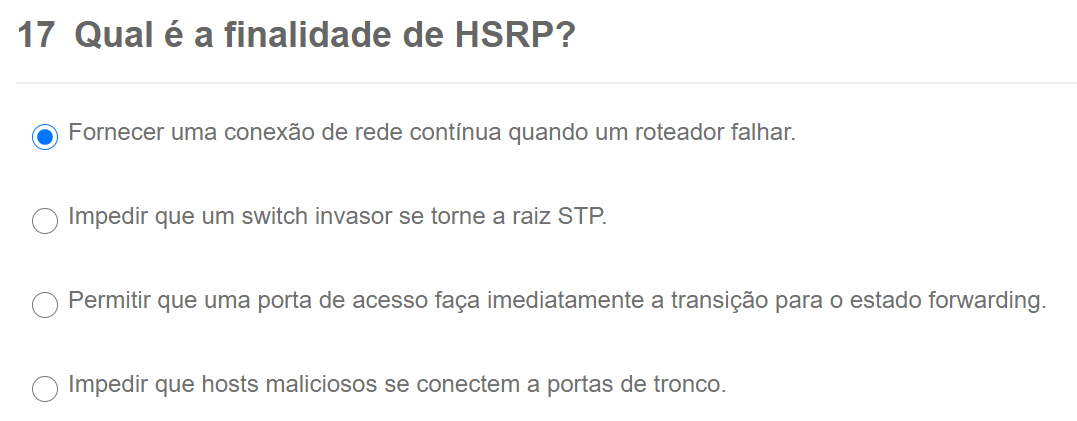 17 Qual é a finalidade de HSRP?
Fornecer uma conexão de rede contínua quando um roteador falhar.
Impedir que um switch invasor se torne a raiz STP.
Permitir que uma porta de acesso faça imediatamente a transição para o estado forwarding.
Impedir que hosts maliciosos se conectem a portas de tronco.